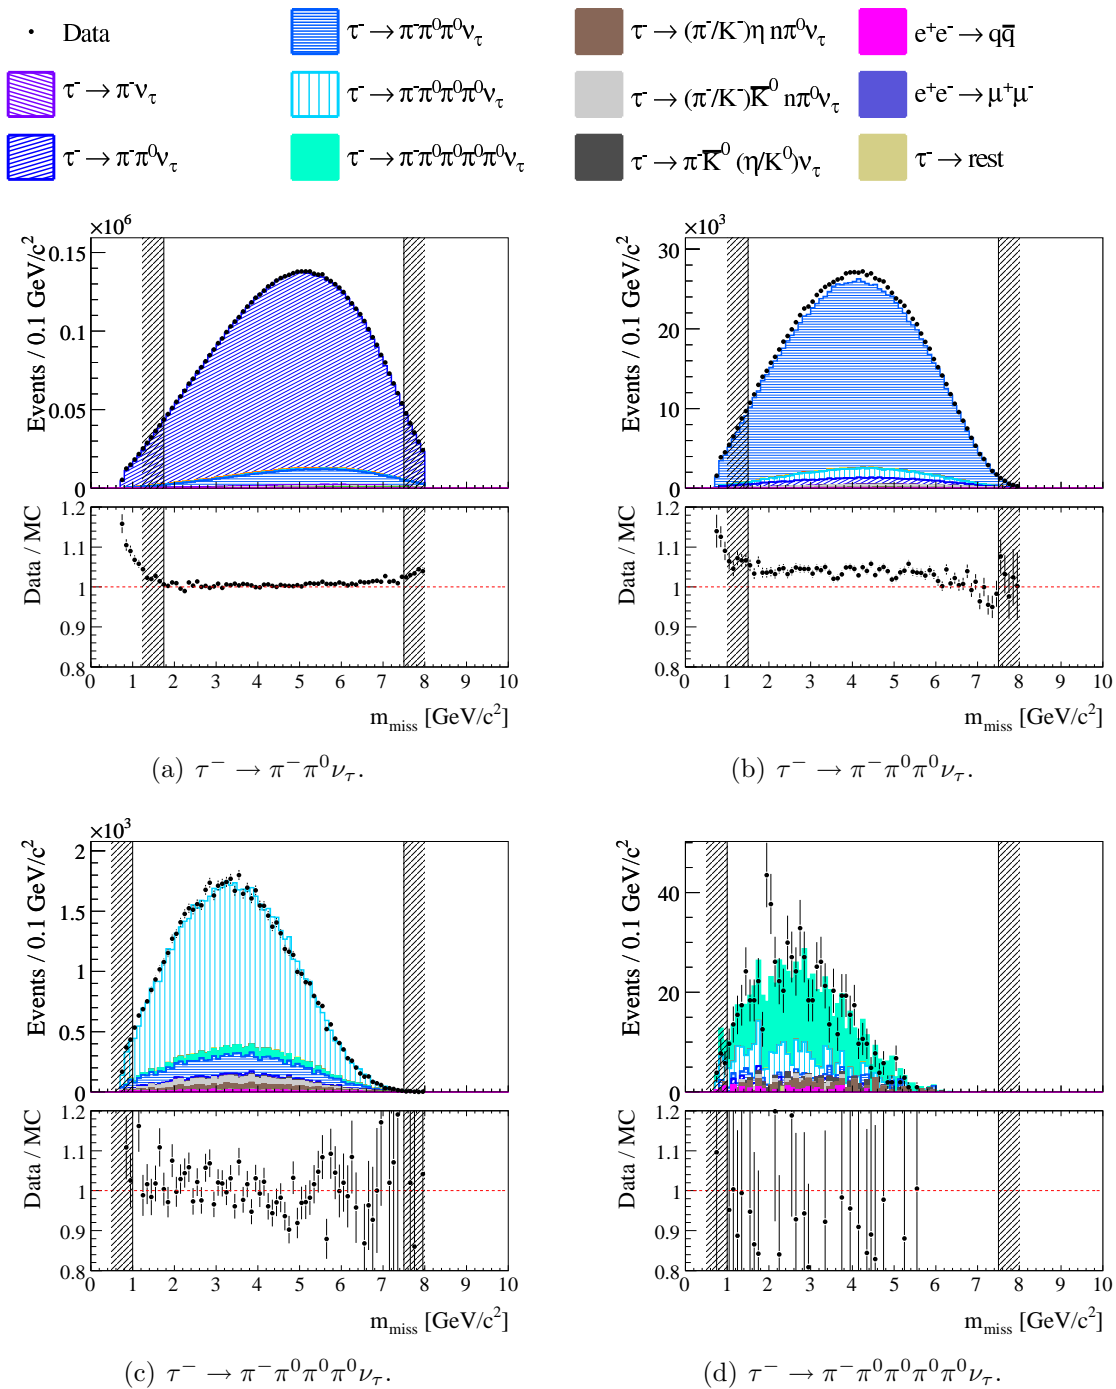 Data
τ⁻ → π⁻ν_τ
τ⁻ → π⁻π⁰ν_τ
τ⁻ → π⁻π⁰π⁰ν_τ
τ⁻ → π⁻π⁰π⁰π⁰ν_τ
τ⁻ → π⁻π⁰π⁰π⁰π⁰ν_τ
τ⁻ → (π⁻/K⁻)η nπ⁰ν_τ
τ⁻ → (π⁻/K⁻)K̅⁰ nπ⁰ν_τ
τ⁻ → π⁻K̅⁰ (η/K⁰)ν_τ
e⁺e⁻ → qq̅
e⁺e⁻ → μ⁺μ⁻
τ⁻ → rest
×10⁶
Events / 0.1 GeV/c²
0.15
0.1
0.05
0
Data / MC
1.2
1.1
1
0.9
0.8
0 1 2 3 4 5 6 7 8 9 10
m_miss [GeV/c²]
(a) τ⁻ → π⁻π⁰ν_τ.
×10³
Events / 0.1 GeV/c²
30
20
10
0
Data / MC
1.2
1.1
1
0.9
0.8
0 1 2 3 4 5 6 7 8 9 10
m_miss [GeV/c²]
(b) τ⁻ → π⁻π⁰π⁰ν_τ.
×10³
Events / 0.1 GeV/c²
2
1.5
1
0.5
0
Data / MC
1.2
1.1
1
0.9
0.8
0 1 2 3 4 5 6 7 8 9 10
m_miss [GeV/c²]
(c) τ⁻ → π⁻π⁰π⁰π⁰ν_τ.
Events / 0.1 GeV/c²
40
20
0
Data / MC
1.2
1.1
1
0.9
0.8
0 1 2 3 4 5 6 7 8 9 10
m_miss [GeV/c²]
(d) τ⁻ → π⁻π⁰π⁰π⁰π⁰ν_τ.